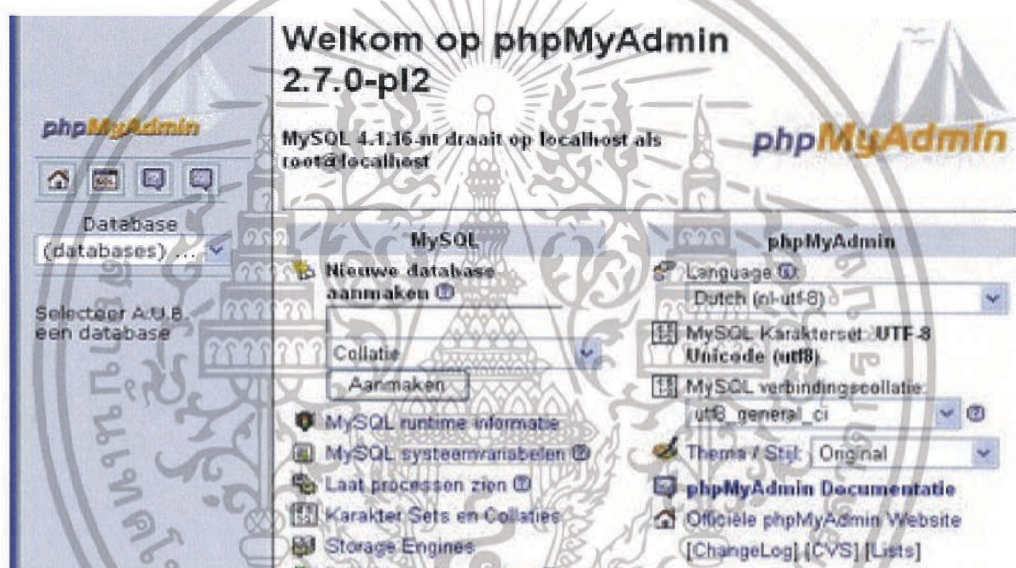 phpMyAdmin
Database
(databases) ...
Selecteer A.U.B.
een database
Welkom op phpMyAdmin
2.7.0-pl2
MySQL 4.1.16-nt draait op localhost als
root@localhost
phpMyAdmin
MySQL
Nieuwe database
aanmaken
Collatie
Aanmaken
MySQL runtime informatie
MySQL systeemvariabelen
Laat processen zien
Karakter Sets en Collaties
Storage Engines
phpMyAdmin
Language
Dutch (nl-utf-8)
MySQL Karakterset: UTF-8
Unicode (utf8)
MySQL verbindingscollatie:
utf8_general_ci
Thema / Stijl: Original
phpMyAdmin Documentatie
Officiële phpMyAdmin Website
[ChangeLog] [CVS] [Lists]